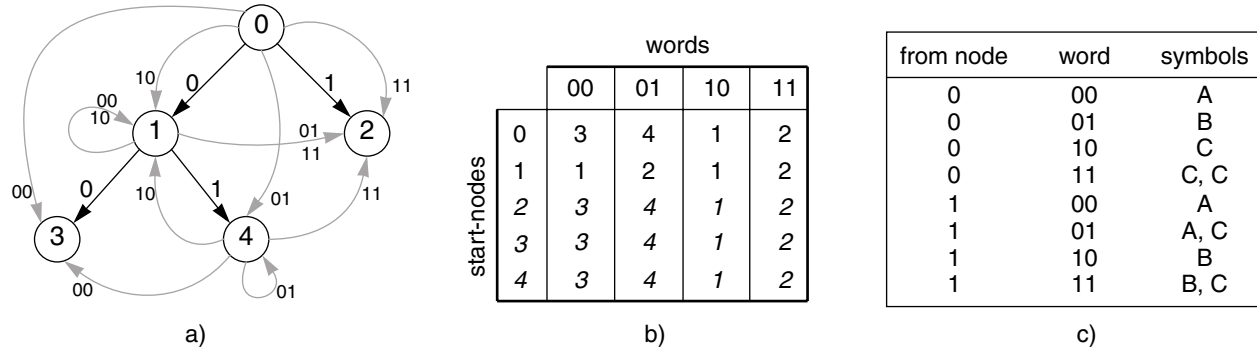 0
0
1
10
11
00
10
1
01
11
2
0
1
00
10
01
11
3
4
00
01
a)
words
00 01 10 11
start-nodes
0 3 4 1 2
1 1 2 1 2
2 3 4 1 2
3 3 4 1 2
4 3 4 1 2
b)
from node word symbols
0 00 A
0 01 B
0 10 C
0 11 C, C
1 00 A
1 01 A, C
1 10 B
1 11 B, C
c)